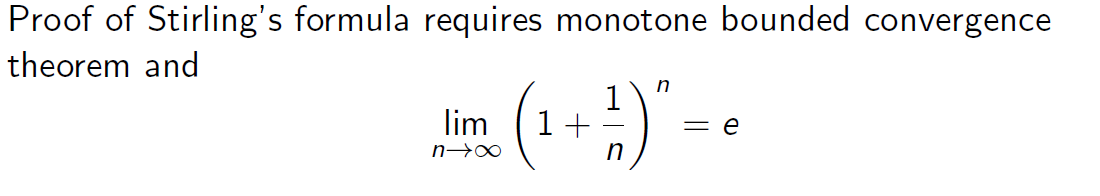 Proof of Stirling's formula requires monotone bounded convergence
theorem and
lim_{n→∞} (1 + 1/n)^n = e